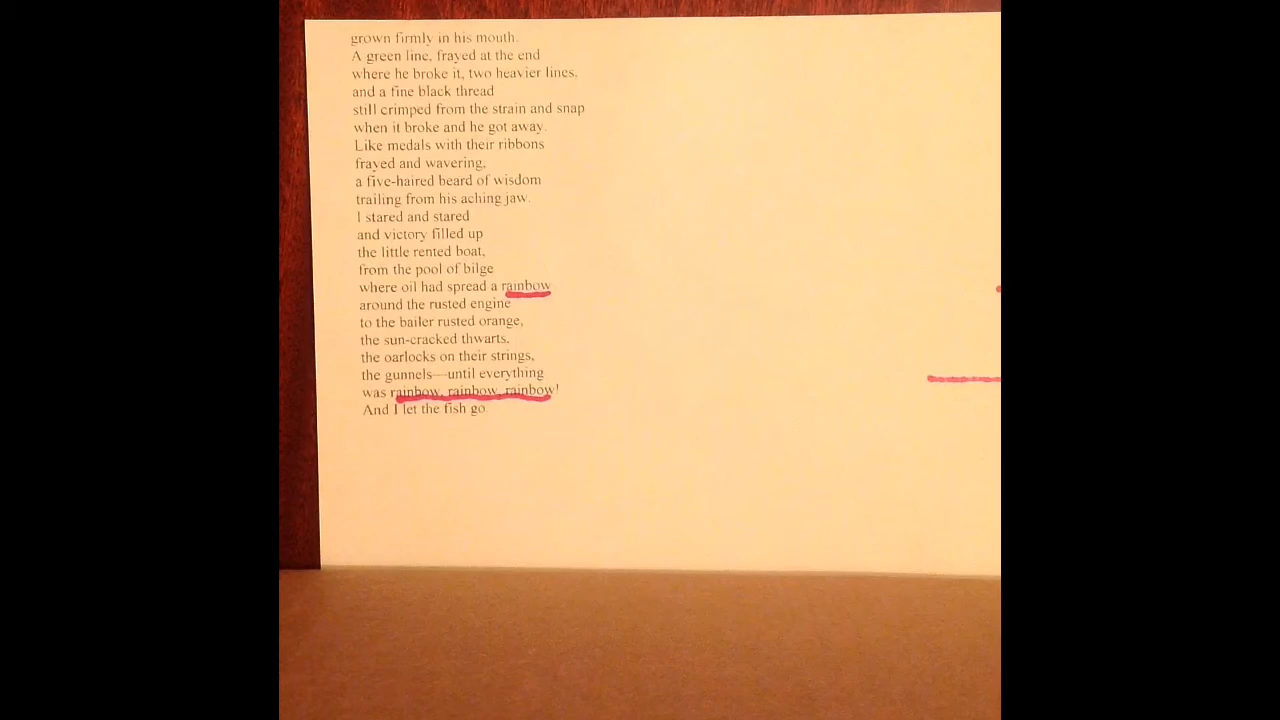 grown firmly in his mouth.
A green line, frayed at the end
where he broke it, two heavier lines,
and a fine black thread
still crimped from the strain and snap
when it broke and he got away.
Like medals with their ribbons
frayed and wavering,
a five-haired beard of wisdom
trailing from his aching jaw.
I stared and stared
and victory filled up
the little rented boat,
from the pool of bilge
where oil had spread a rainbow
around the rusted engine
to the bailer rusted orange,
the sun-cracked thwarts,
the oarlocks on their strings,
the gunnels—until everything
was rainbow, rainbow, rainbow!
And I let the fish go.